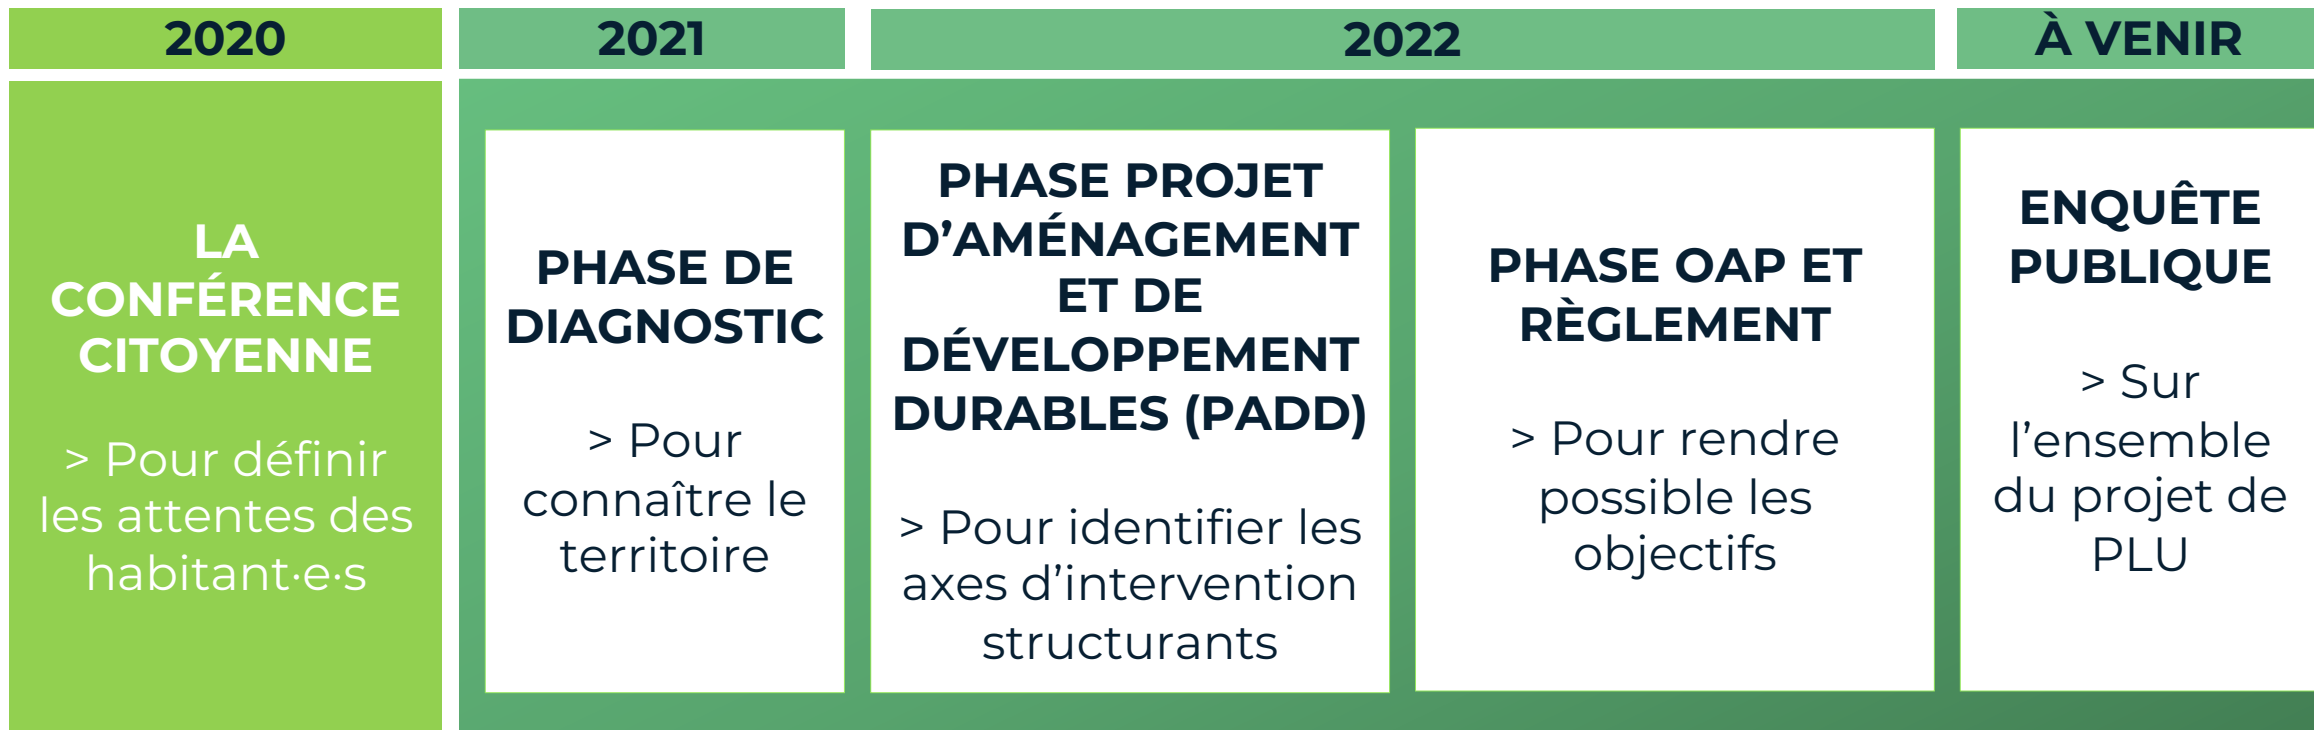 2020
LA
CONFÉRENCE
CITOYENNE
> Pour définir
les attentes des
habitant·e·s
2021
PHASE DE
DIAGNOSTIC
> Pour
connaître le
territoire
2022
PHASE PROJET
D’AMÉNAGEMENT
ET DE
DÉVELOPPEMENT
DURABLES (PADD)
> Pour identifier les
axes d’intervention
structurants
PHASE OAP ET
RÈGLEMENT
> Pour rendre
possible les
objectifs
À VENIR
ENQUÊTE
PUBLIQUE
> Sur
l’ensemble
du projet de
PLU